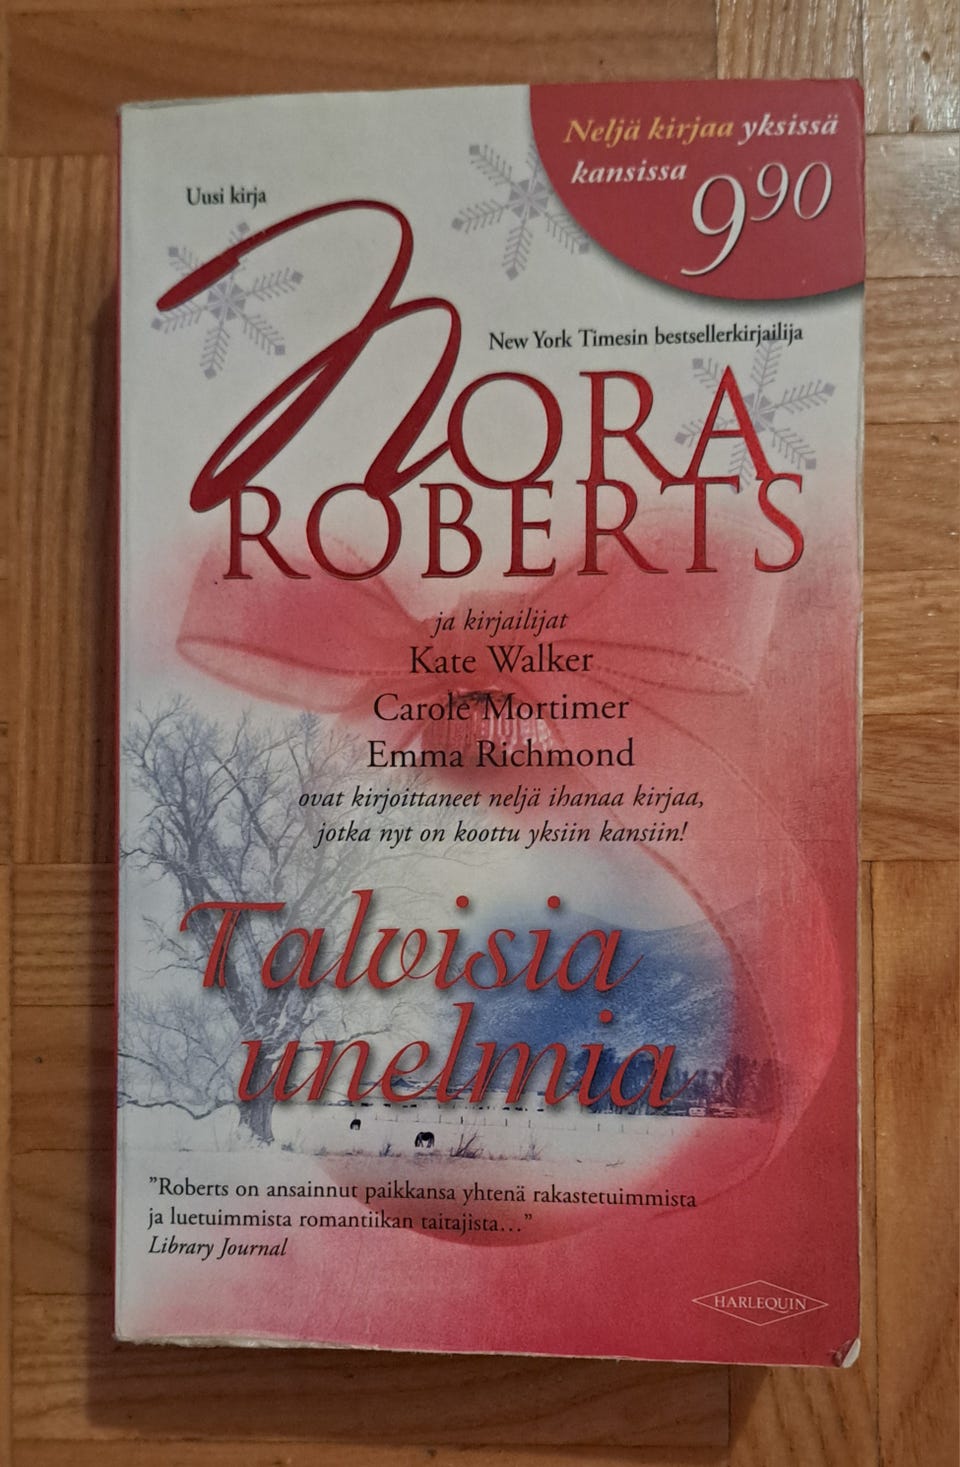 Neljä kirjaa yksissä
kansissa 9 90
Uusi kirja
New York Timesin bestsellerkirjailija
NORA
ROBERTS
ja kirjailijat
Kate Walker
Carole Mortimer
Emma Richmond
ovat kirjoittaneet neljä ihanaa kirjaa,
jotka nyt on koottu yksiin kansiin!
Talvisia
unelmia
”Roberts on ansainnut paikkansa yhtenä rakastetuimmista
ja luetuimmista romantiikan taitajista…”
Library Journal
HARLEQUIN